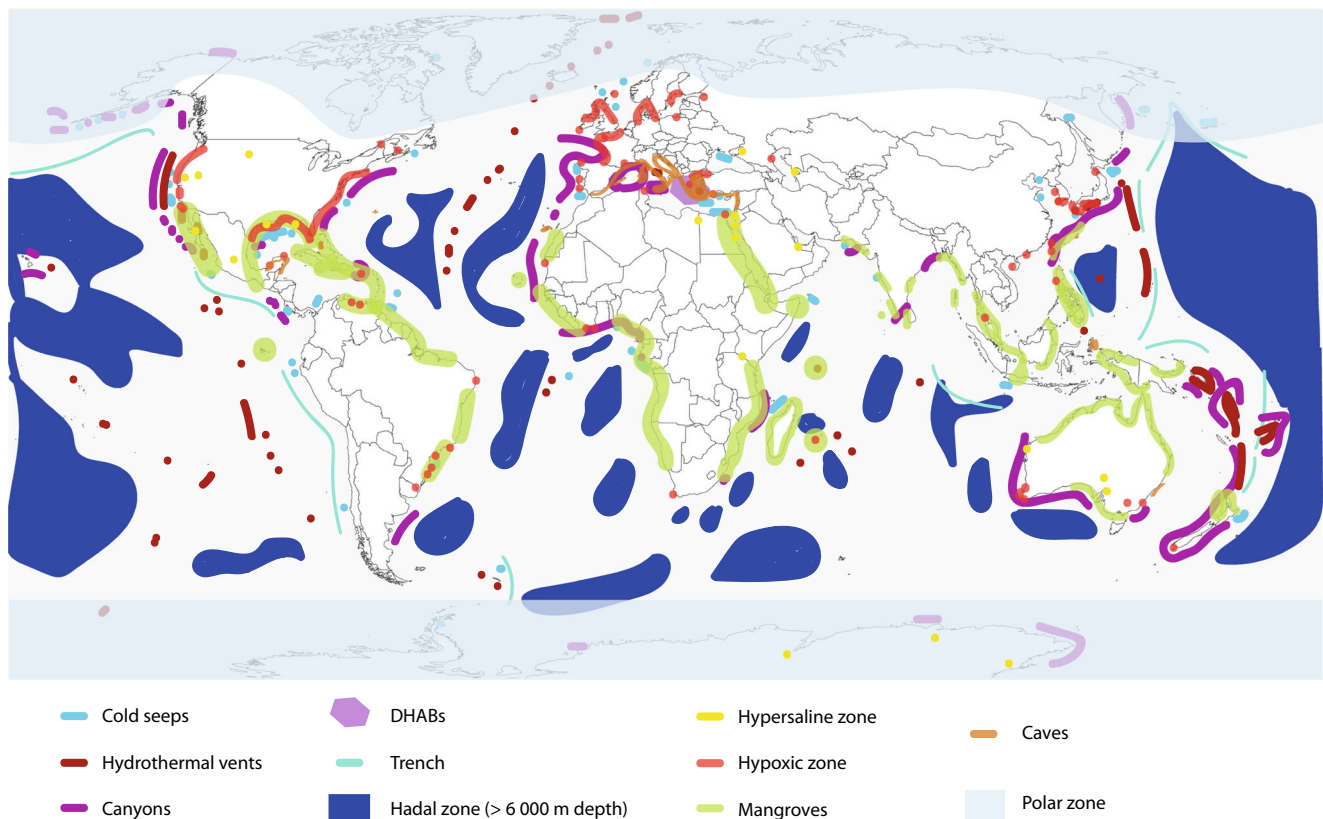 Cold seeps
DHABs
Hypersaline zone
Caves
Hydrothermal vents
Trench
Hypoxic zone
Canyons
Hadal zone (> 6 000 m depth)
Mangroves
Polar zone